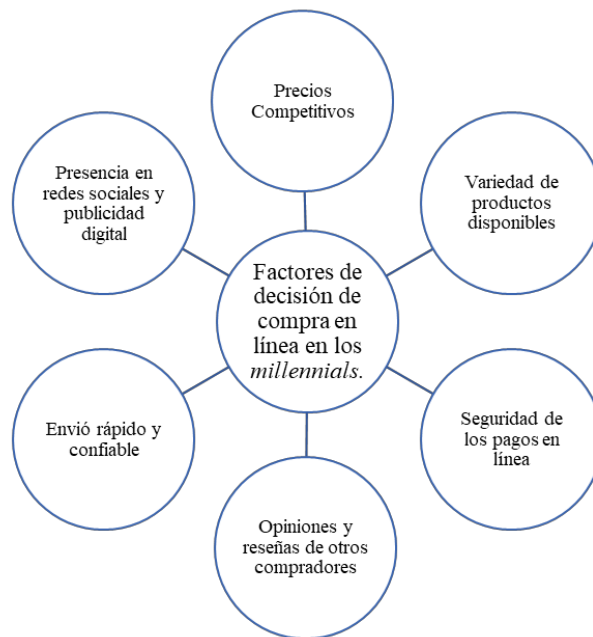 Precios
Competitivos
Presencia en
redes sociales y
publicidad
digital
Variedad de
productos
disponibles
Factores de
decisión de
compra en
línea en los
millennials.
Envió rápido y
confiable
Seguridad de
los pagos en
línea
Opiniones y
reseñas de otros
compradores